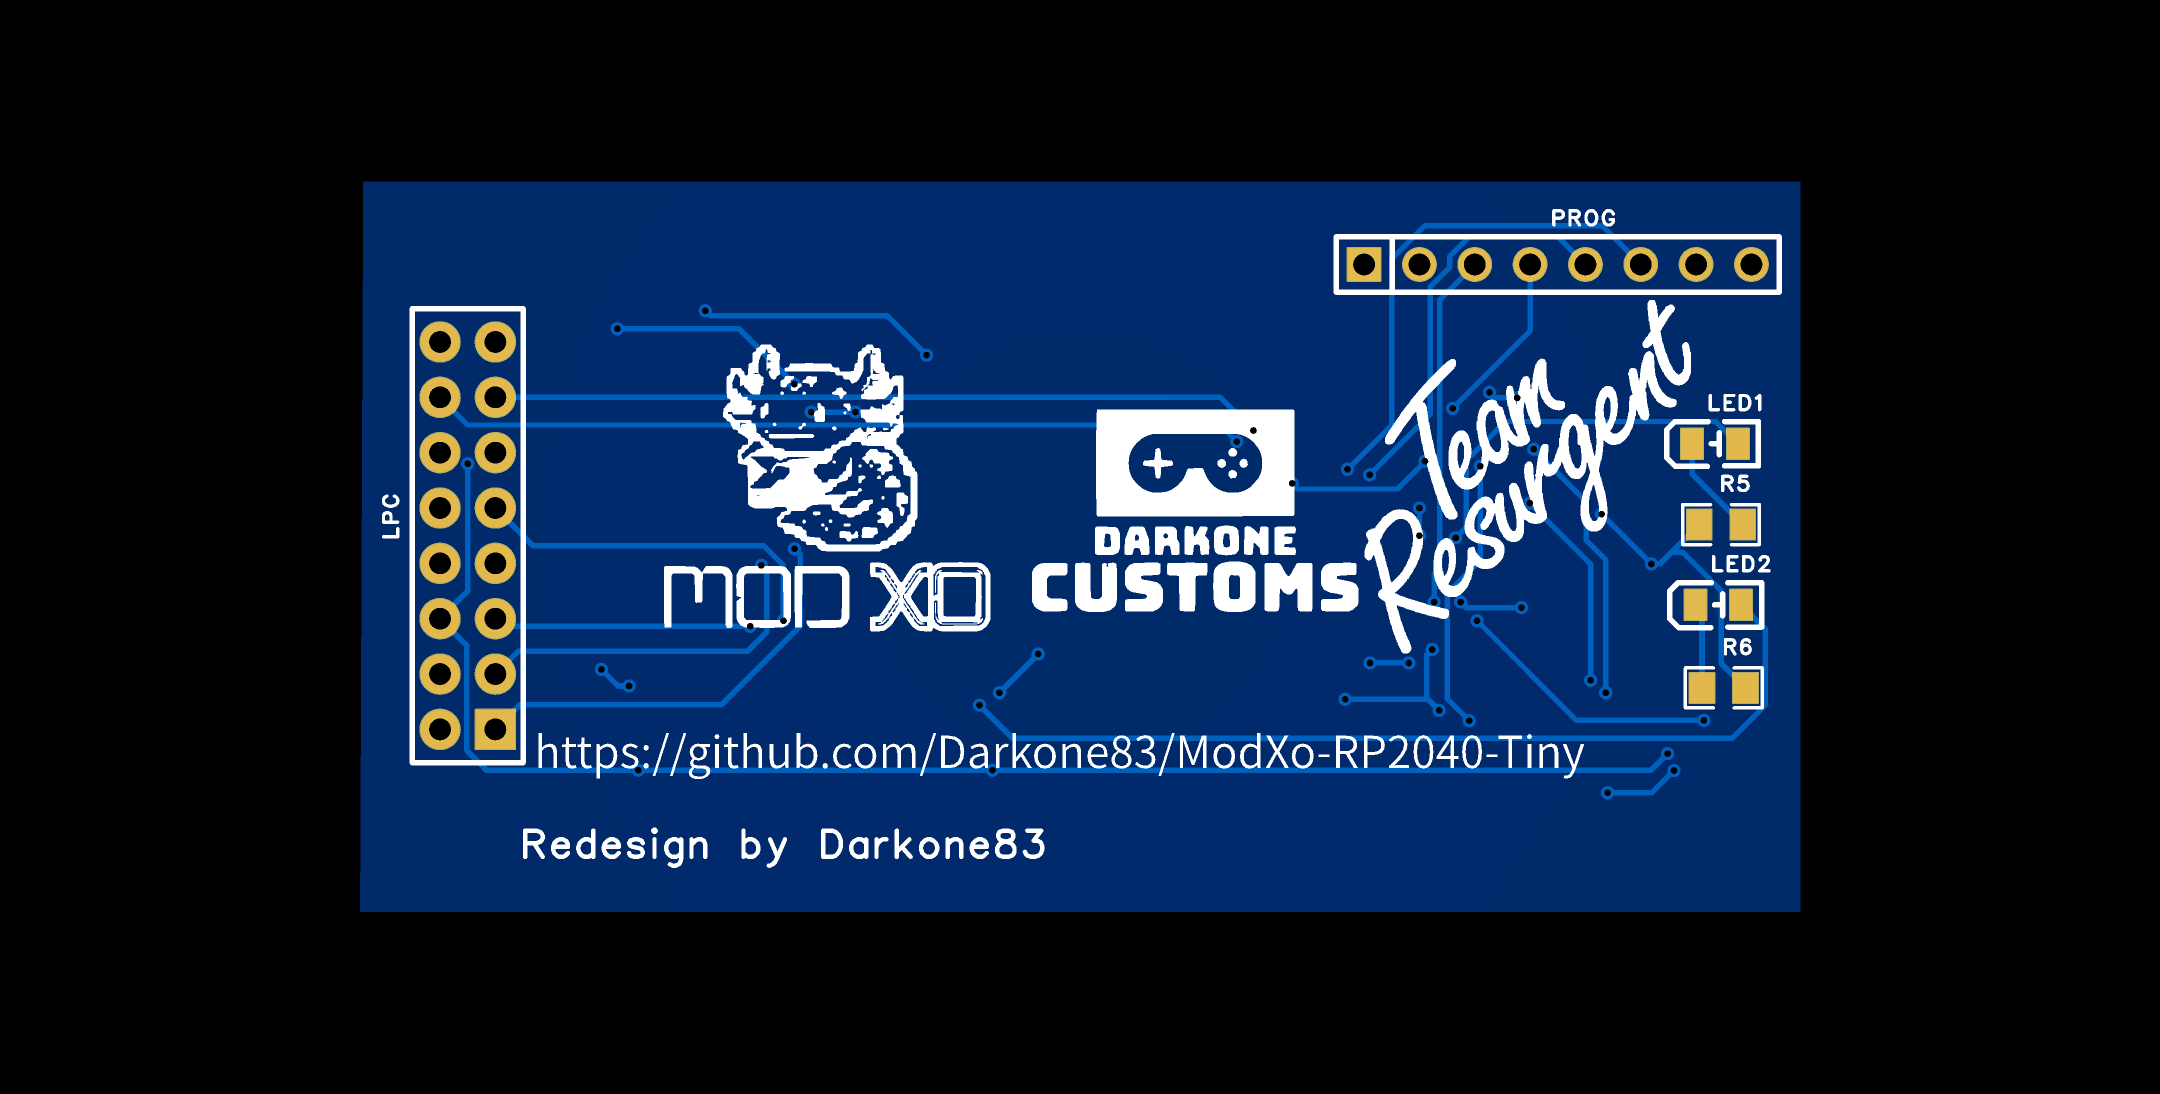 PROG
LED1
R5
LED2
R6
LPC
Team
Resurgent
DARKONE
CUSTOMS
MOD XO
https://github.com/Darkone83/ModXo-RP2040-Tiny
Redesign by Darkone83